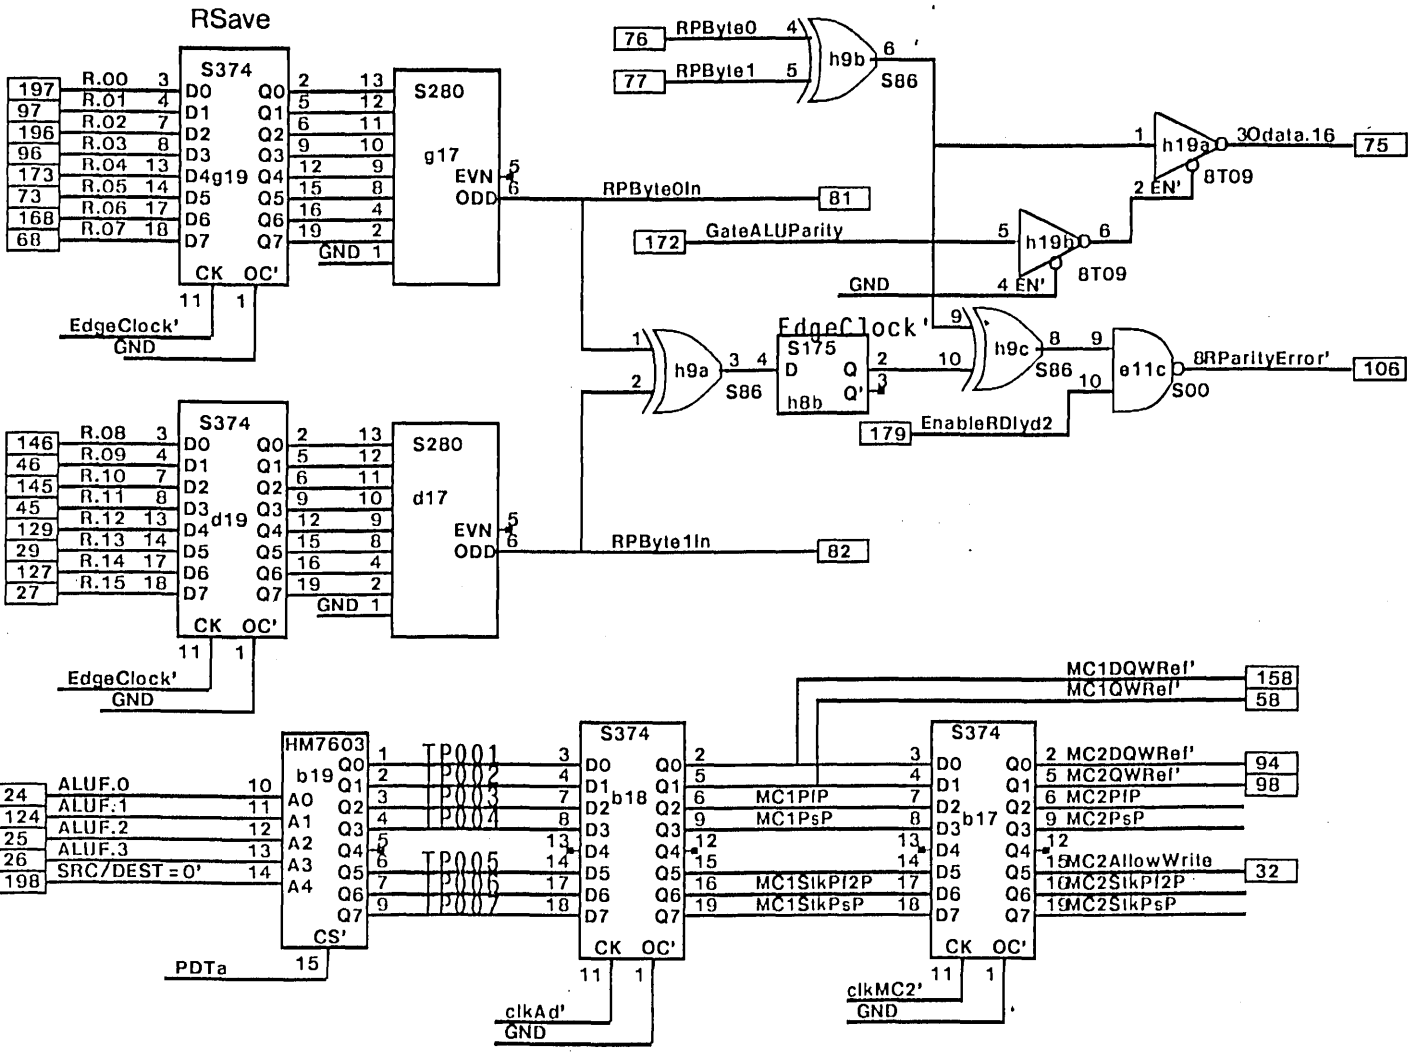 RSave
197 R.00 3 D0 S374 Q0 2 13 S280
97 R.01 4 D1 Q1 5 12
196 R.02 7 D2 Q2 6 11
96 R.03 8 D3 Q3 9 10 g17
173 R.04 13 D4 g19 Q4 12 9 EVN 5
73 R.05 14 D5 Q5 15 8 ODD 6 RPByte0In 81
168 R.06 17 D6 Q6 16 4
68 R.07 18 D7 Q7 19 2
GND 1
CK OC'
11 1
EdgeClock'
GND
76 RPByte0 4 h9b 6
77 RPByte1 5 S86
1 h19a 3 Odata.16 75
2 EN' 8T09
172 GateALUParity 5 h19b 6
GND 4 EN' 8T09
1 h9a 3 4
2 S86
EdgeClock'
S175
D Q 2
Q' 3
h8b
9 h9c 8 9
10 S86
e11c 8 RParityError' 106
10 S00
179 EnableRDlyd2
146 R.08 3 D0 S374 Q0 2 13 S280
46 R.09 4 D1 Q1 5 12
145 R.10 7 D2 Q2 6 11
45 R.11 8 D3 Q3 9 10 d17
129 R.12 13 D4 d19 Q4 12 9 EVN 5
29 R.13 14 D5 Q5 15 8 ODD 6 RPByte1In 82
127 R.14 17 D6 Q6 16 4
27 R.15 18 D7 Q7 19 2
GND 1
CK OC'
11 1
EdgeClock'
GND
MC1DQWRef' 158
MC1QWRef' 58
HM7603
b19
24 ALUF.0 10 A0
124 ALUF.1 11 A1
25 ALUF.2 12 A2
26 ALUF.3 13 A3
198 SRC/DEST=0' 14 A4
Q0 1 TP001 3 D0 S374 Q0 2 3 D0 S374 Q0 2 MC2DQWRef' 94
Q1 2 TP002 4 D1 Q1 5 4 D1 Q1 5 MC2QWRef' 98
Q2 3 TP003 7 D2 b18 Q2 6 MC1PfP 7 D2 b17 Q2 6 MC2PfP
Q3 4 TP004 8 D3 Q3 9 MC1PsP 8 D3 Q3 9 MC2PsP
Q4 5 13 D4 Q4 12 13 D4 Q4 12
Q5 6 TP005 14 D5 Q5 15 14 D5 Q5 15 MC2AllowWrite 32
Q6 7 TP006 17 D6 Q6 16 MC1StkPf2P 17 D6 Q6 16 MC2StkPf2P
Q7 9 TP007 18 D7 Q7 19 MC1StkPsP 18 D7 Q7 19 MC2StkPsP
CS'
PDTa 15
CK OC'
11 1
clkAd'
GND
CK OC'
11 1
clkMC2'
GND